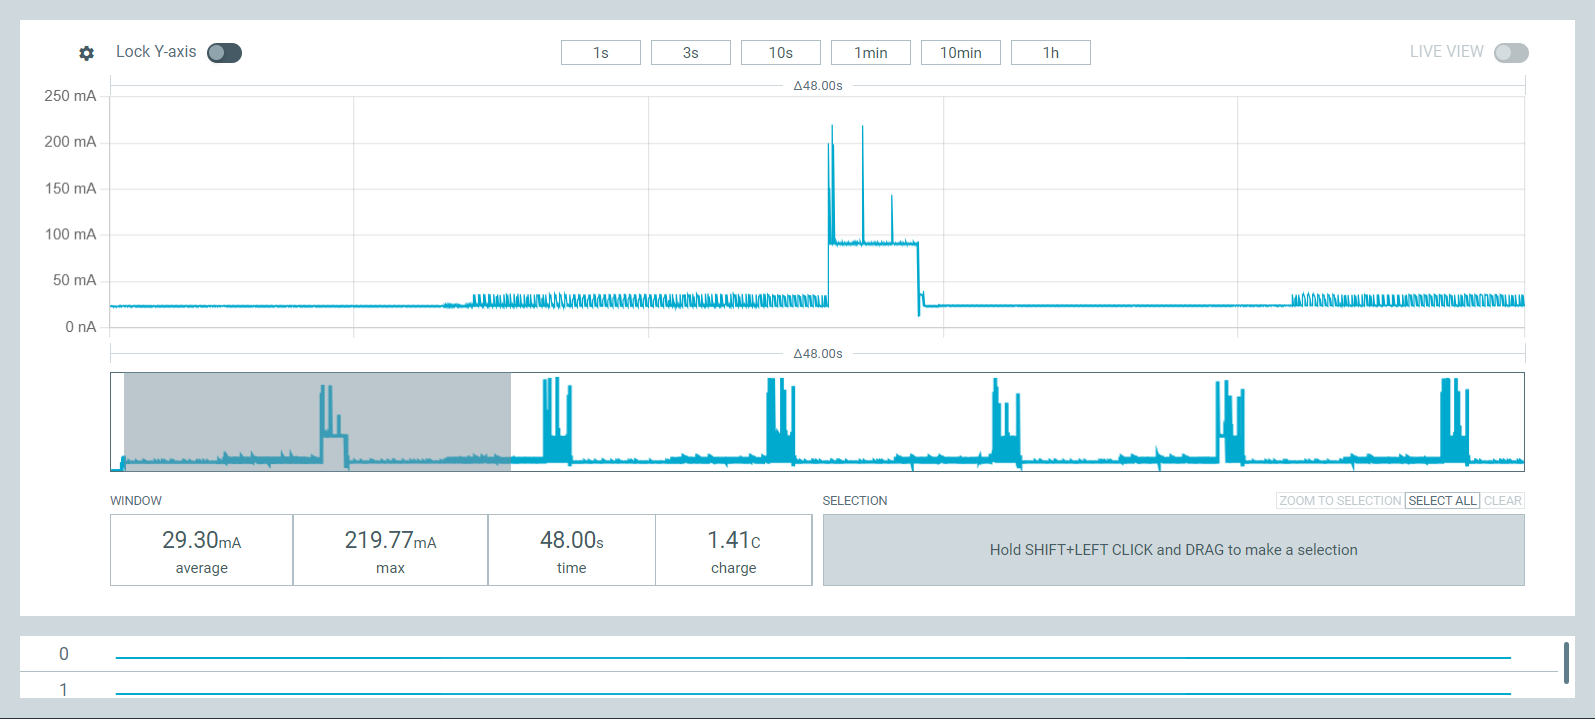 Lock Y-axis 1s 3s 10s 1min 10min 1h LIVE VIEW
Δ48.00s
250 mA
200 mA
150 mA
100 mA
50 mA
0 nA
Δ48.00s
WINDOW SELECTION ZOOM TO SELECTION SELECT ALL CLEAR
29.30mA 219.77mA 48.00s 1.41C
average max time charge
Hold SHIFT+LEFT CLICK and DRAG to make a selection
0
1